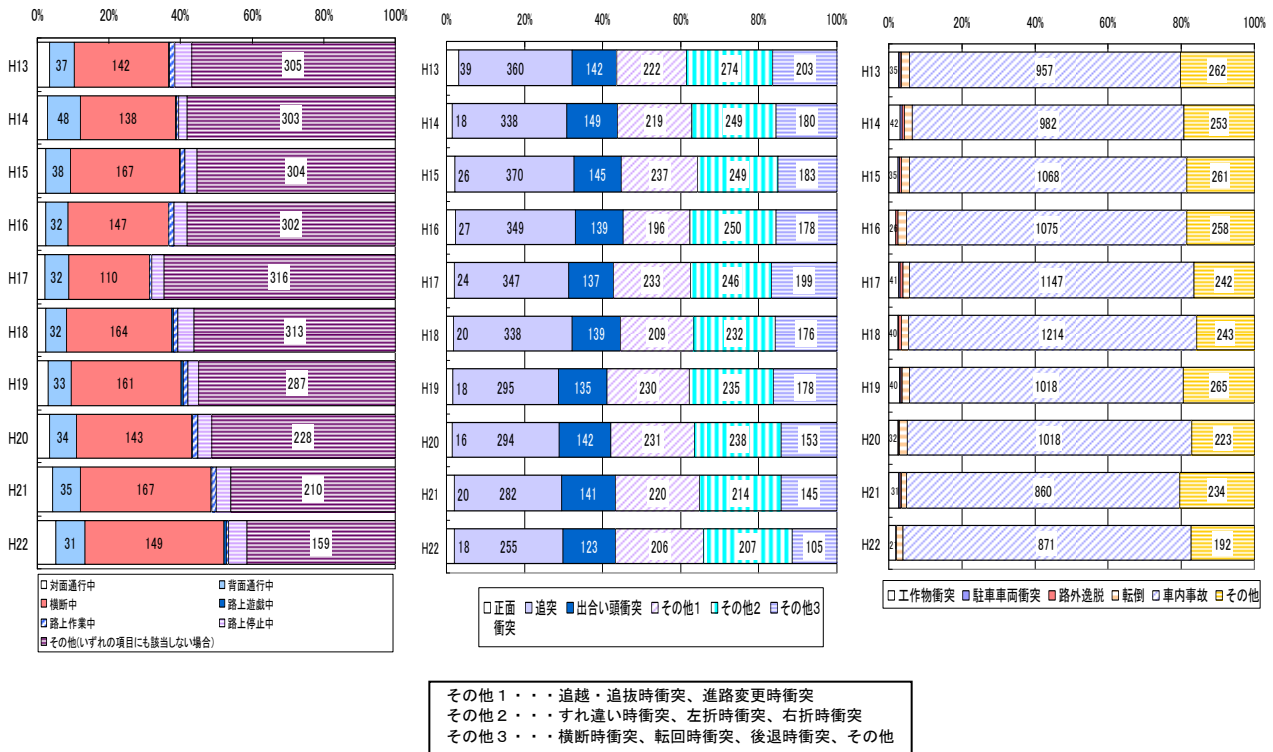 0% 20% 40% 60% 80% 100%
H13 37 142 305
H14 48 138 303
H15 38 167 304
H16 32 147 302
H17 32 110 316
H18 32 164 313
H19 33 161 287
H20 34 143 228
H21 35 167 210
H22 31 149 159
対面通行中 背面通行中
横断中 路上遊戯中
路上作業中 路上停止中
その他(いずれの項目にも該当しない場合)
0% 20% 40% 60% 80% 100%
H13 39 360 142 222 274 203
H14 18 338 149 219 249 180
H15 26 370 145 237 249 183
H16 27 349 139 196 250 178
H17 24 347 137 233 246 199
H18 20 338 139 209 232 176
H19 18 295 135 230 235 178
H20 16 294 142 231 238 153
H21 20 282 141 220 214 145
H22 18 255 123 206 207 105
正面 追突 出合い頭衝突 その他1 その他2 その他3
衝突
0% 20% 40% 60% 80% 100%
H13 35 957 262
H14 42 982 253
H15 35 1068 261
H16 26 1075 258
H17 41 1147 242
H18 40 1214 243
H19 40 1018 265
H20 32 1018 223
H21 31 860 234
H22 21 871 192
工作物衝突 駐車車両衝突 路外逸脱 転倒 車内事故 その他
その他1・・・追越・追抜時衝突、進路変更時衝突
その他2・・・すれ違い時衝突、左折時衝突、右折時衝突
その他3・・・横断時衝突、転回時衝突、後退時衝突、その他